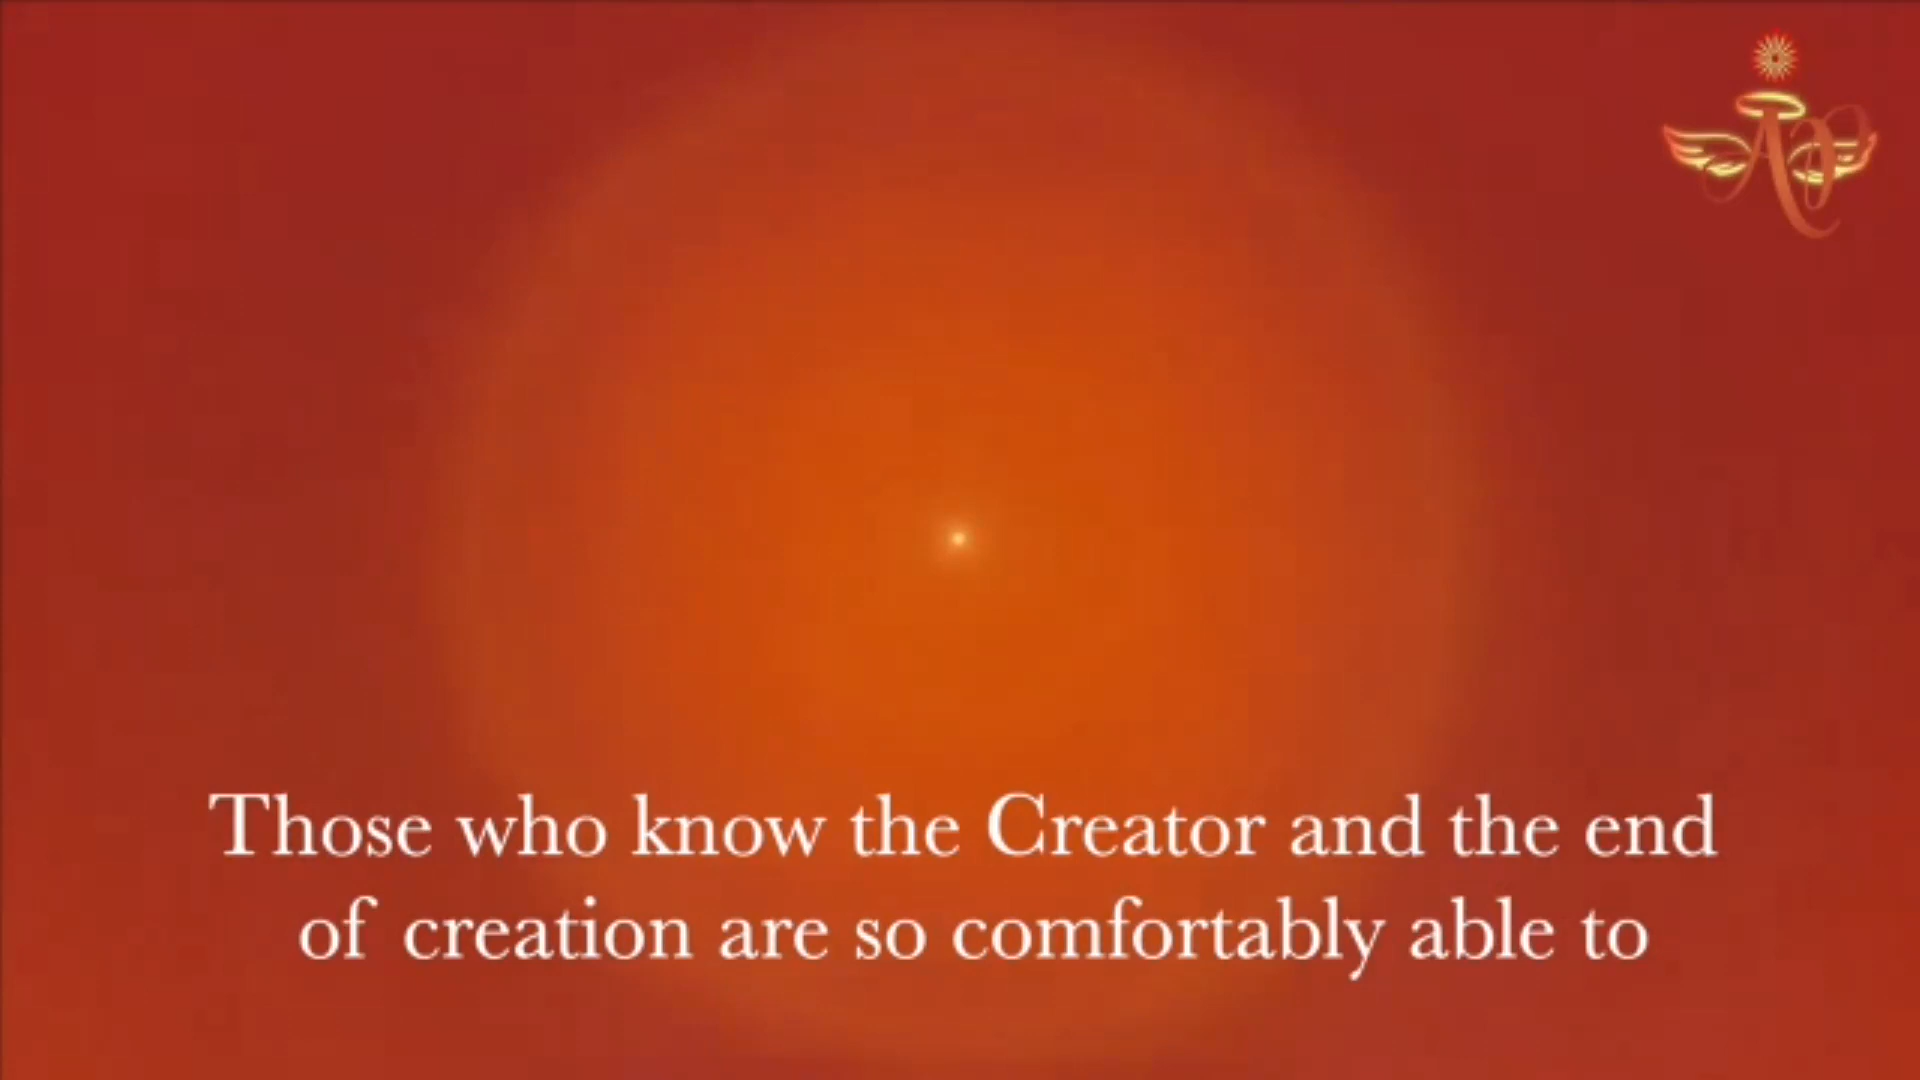 Those who know the Creator and the end
of creation are so comfortably able to